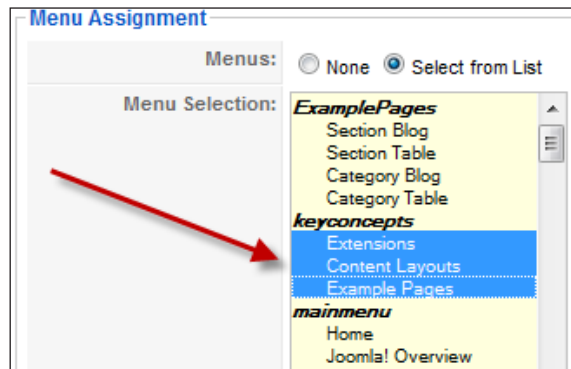 Menu Assignment
Menus: None Select from List
Menu Selection: ExamplePages
Section Blog
Section Table
Category Blog
Category Table
keyconcepts
Extensions
Content Layouts
Example Pages
mainmenu
Home
Joomla! Overview